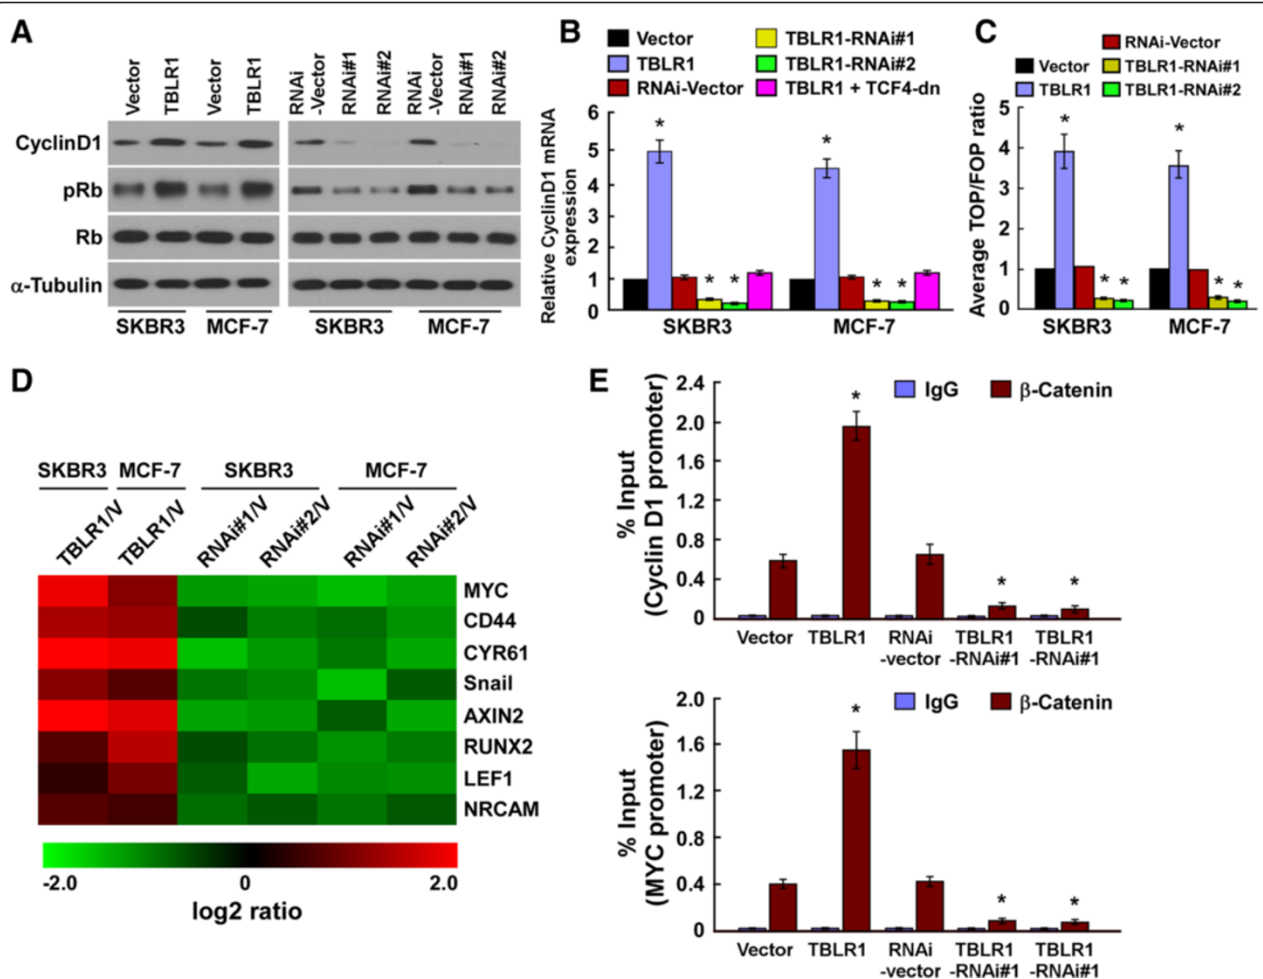 A
Vector
TBLR1
Vector
TBLR1
RNAi
-Vector
RNAi#1
RNAi#2
RNAi
-Vector
RNAi#1
RNAi#2
CyclinD1
pRb
Rb
α-Tubulin
SKBR3
MCF-7
SKBR3
MCF-7
B
Vector
TBLR1
RNAi-Vector
TBLR1-RNAi#1
TBLR1-RNAi#2
TBLR1 + TCF4-dn
Relative CyclinD1 mRNA
expression
6
5
4
3
2
1
0
*
*
*
*
*
*
SKBR3
MCF-7
C
Vector
TBLR1
RNAi-Vector
TBLR1-RNAi#1
TBLR1-RNAi#2
Average TOP/FOP ratio
5
4
3
2
1
0
*
*
*
*
*
*
SKBR3
MCF-7
D
SKBR3
MCF-7
SKBR3
MCF-7
TBLR1/V
TBLR1/V
RNAi#1/V
RNAi#2/V
RNAi#1/V
RNAi#2/V
MYC
CD44
CYR61
Snail
AXIN2
RUNX2
LEF1
NRCAM
-2.0
0
2.0
log2 ratio
E
IgG
β-Catenin
% Input
(Cyclin D1 promoter)
2.4
2.0
1.6
1.2
0.8
0.4
0
*
*
*
Vector
TBLR1
RNAi
-vector
TBLR1
-RNAi#1
TBLR1
-RNAi#1
IgG
β-Catenin
% Input
(MYC promoter)
2.0
1.6
1.2
0.8
0.4
0
*
*
*
Vector
TBLR1
RNAi
-vector
TBLR1
-RNAi#1
TBLR1
-RNAi#1